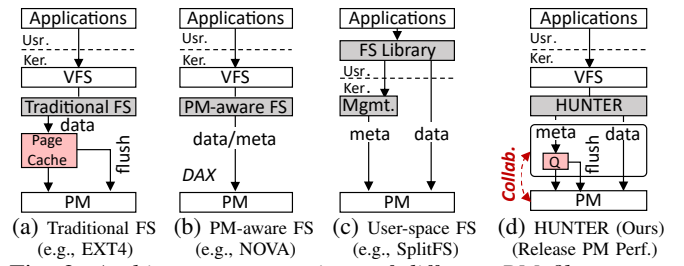 Applications
Usr.
Ker.
VFS
Traditional FS
data
Page
Cache
flush
PM
(a) Traditional FS
(e.g., EXT4)
Applications
Usr.
Ker.
VFS
PM-aware FS
data/meta
DAX
PM
(b) PM-aware FS
(e.g., NOVA)
Applications
FS Library
Usr.
Ker.
Mgmt.
meta
data
PM
(c) User-space FS
(e.g., SplitFS)
Applications
Usr.
Ker.
VFS
HUNTER
meta
data
Q
flush
Collab.
PM
(d) HUNTER (Ours)
(Release PM Perf.)